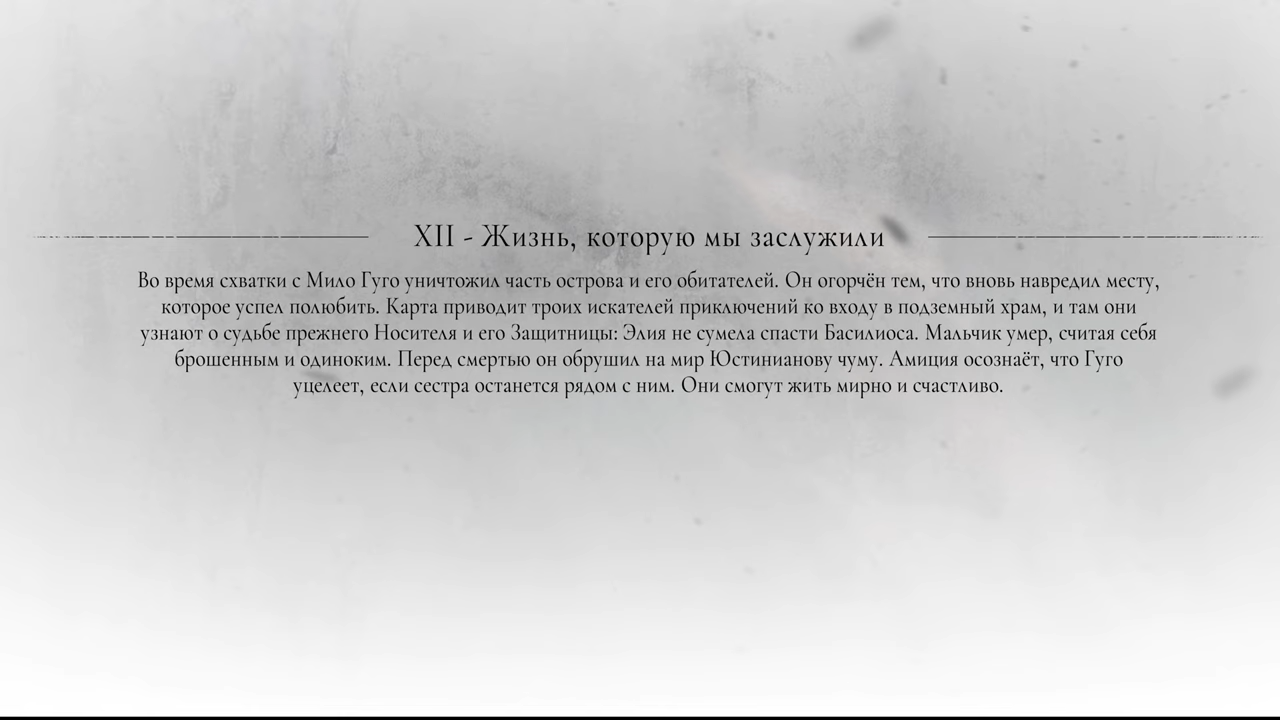 XII - Жизнь, которую мы заслужили
Во время схватки с Мило Гуго уничтожил часть острова и его обитателей. Он огорчён тем, что вновь навредил месту,
которое успел полюбить. Карта приводит троих искателей приключений ко входу в подземный храм, и там они
узнают о судьбе прежнего Носителя и его Защитницы: Элия не сумела спасти Басилиоса. Мальчик умер, считая себя
брошенным и одиноким. Перед смертью он обрушил на мир Юстинианову чуму. Амиция осознаёт, что Гуго
уцелеет, если сестра останется рядом с ним. Они смогут жить мирно и счастливо.